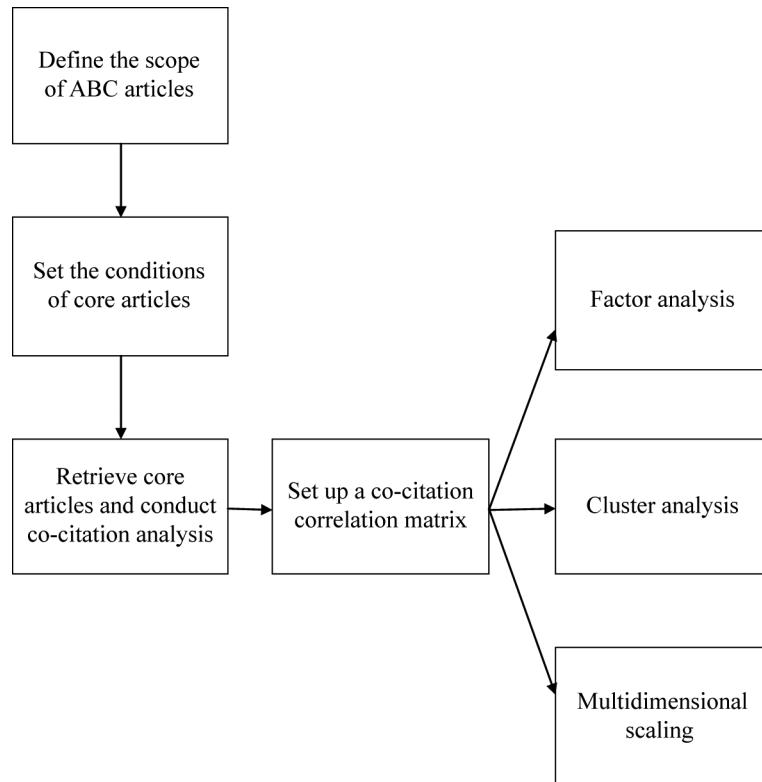 Define the scope
of ABC articles
Set the conditions
of core articles
Retrieve core
articles and conduct
co-citation analysis
Set up a co-citation
correlation matrix
Factor analysis
Cluster analysis
Multidimensional
scaling